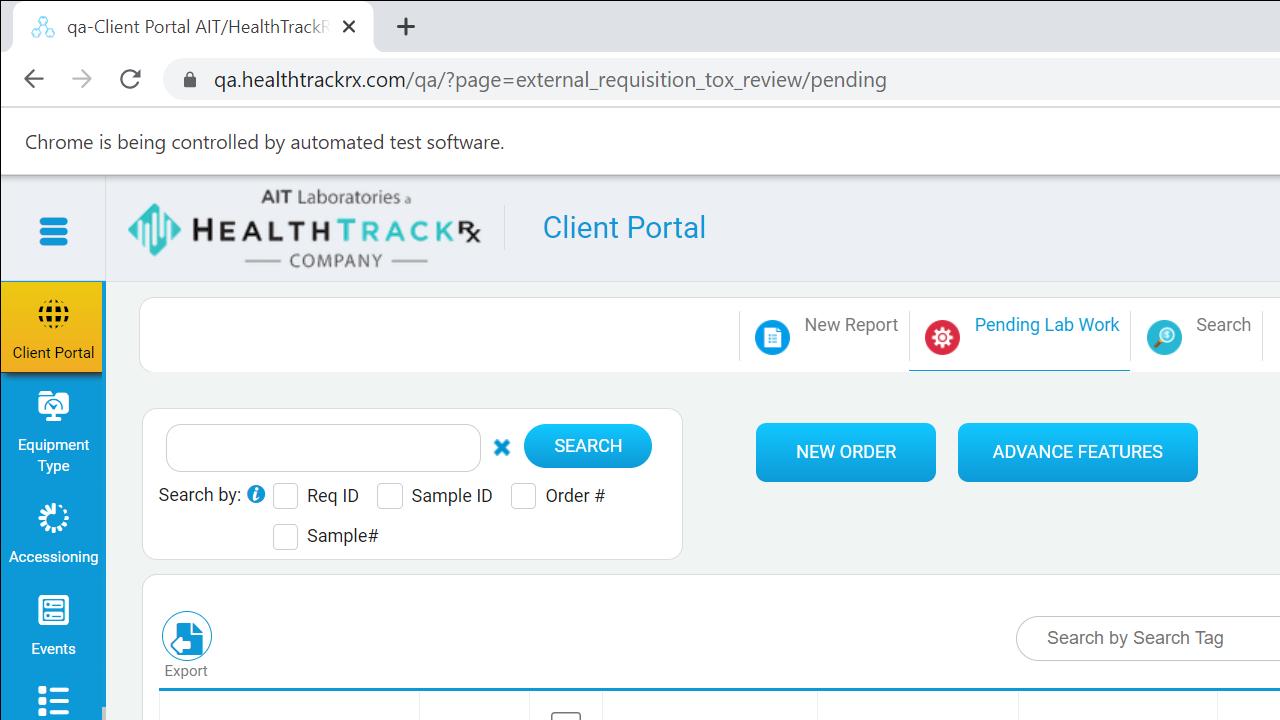 qa-Client Portal AIT/HealthTrackR
qa.healthtrackrx.com/qa/?page=external_requisition_tox_review/pending
Chrome is being controlled by automated test software.
AIT Laboratories a
HEALTHTRACKRX
COMPANY
Client Portal
Client Portal
New Report
Pending Lab Work
Search
SEARCH
NEW ORDER
ADVANCE FEATURES
Search by:
Req ID
Sample ID
Order #
Sample#
Equipment
Type
Accessioning
Events
Export
Search by Search Tag